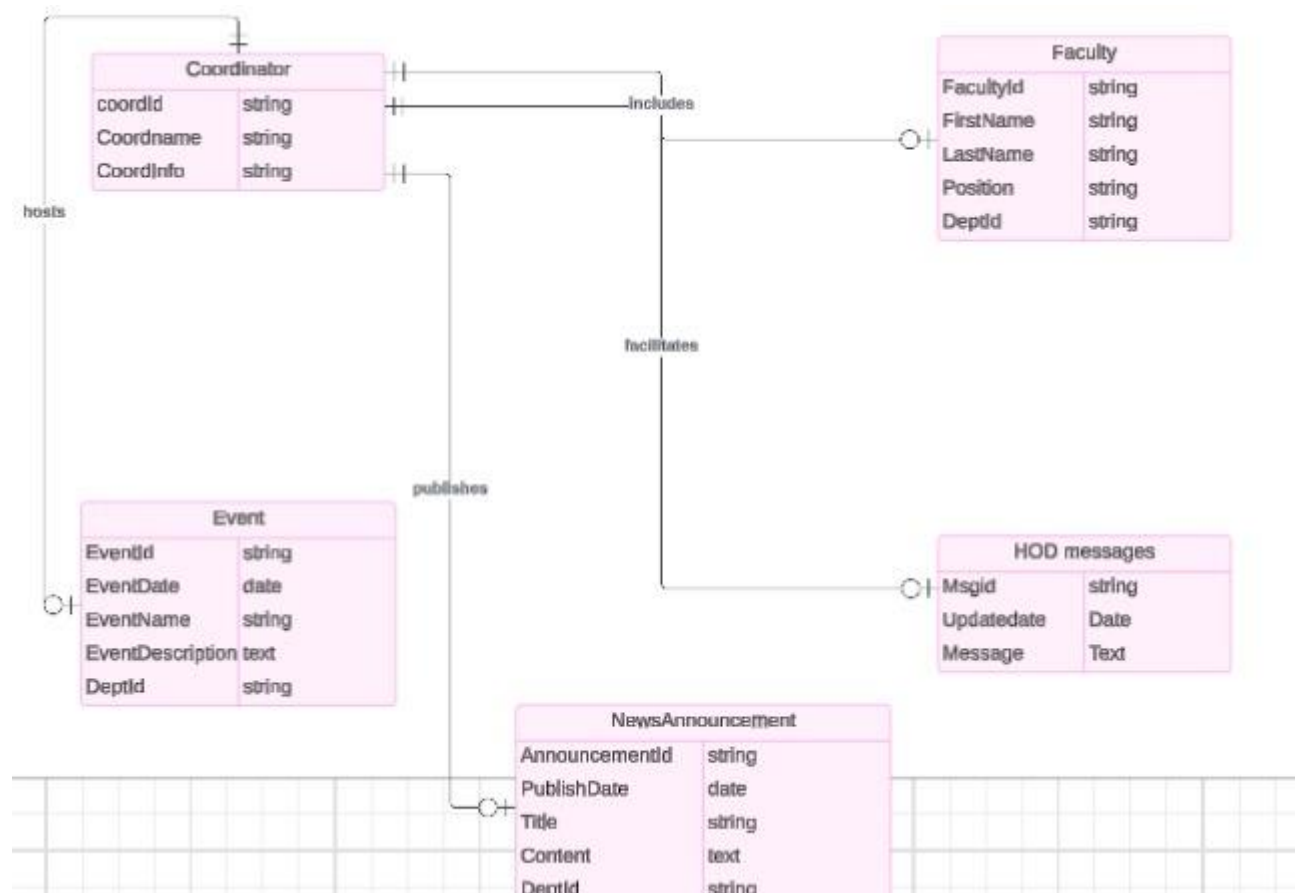 Coordinator
coordId string
Coordname string
CoordInfo string
includes
Faculty
FacultyId string
FirstName string
LastName string
Position string
DeptId string
hosts
facilitates
publishes
Event
EventId string
EventDate date
EventName string
EventDescription text
DeptId string
HOD messages
Msgid string
Updatedate Date
Message Text
NewsAnnouncement
AnnouncementId string
PublishDate date
Title string
Content text
DeptId string